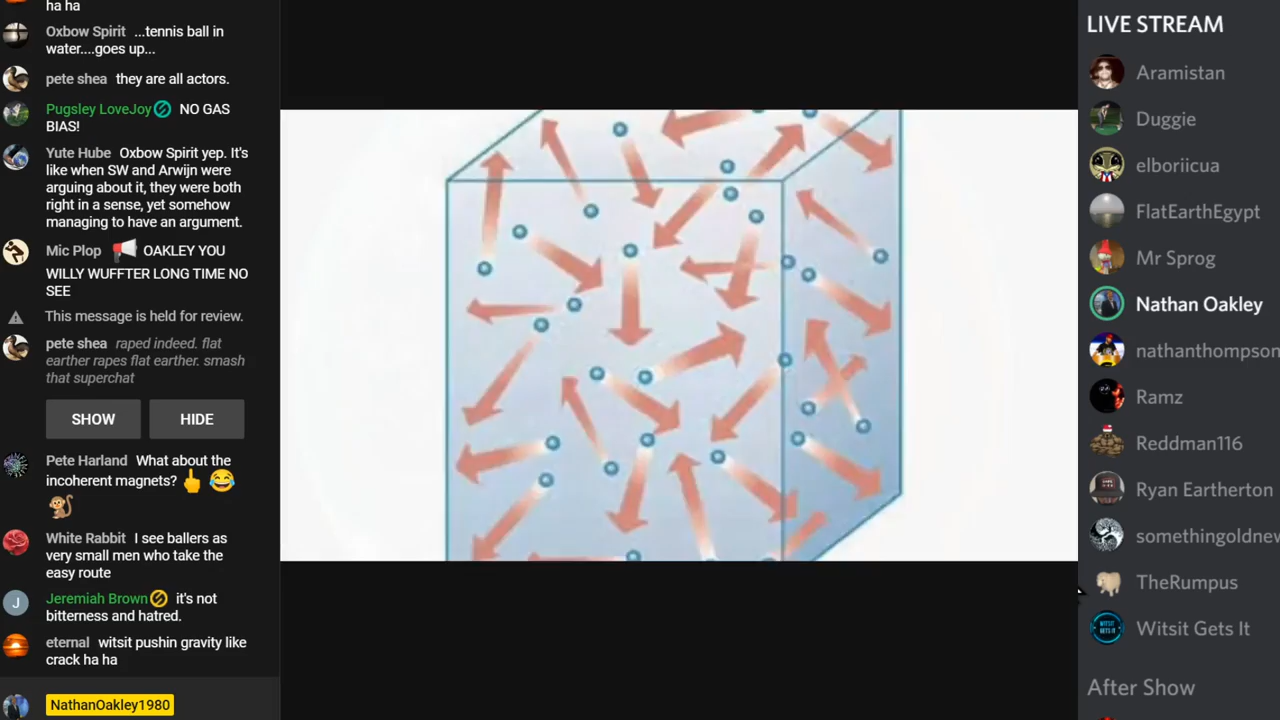 ha ha
Oxbow Spirit ...tennis ball in
water....goes up...
pete shea they are all actors.
Pugsley LoveJoy NO GAS
BIAS!
Yute Hube Oxbow Spirit yep. It's
like when SW and Arwijn were
arguing about it, they were both
right in a sense, yet somehow
managing to have an argument.
Mic Plop OAKLEY YOU
WILLY WUFFTER LONG TIME NO
SEE
This message is held for review.
pete shea raped indeed. flat
earther rapes flat earther. smash
that superchat
SHOW HIDE
Pete Harland What about the
incoherent magnets?
White Rabbit I see ballers as
very small men who take the
easy route
J Jeremiah Brown it's not
bitterness and hatred.
eternal witsit pushin gravity like
crack ha ha
NathanOakley1980
LIVE STREAM
Aramistan
Duggie
elboriicua
FlatEarthEgypt
Mr Sprog
Nathan Oakley
nathanthompson
Ramz
Reddman116
Ryan Eartherton
somethingoldnew
TheRumpus
WITSIT GETS IT
Witsit Gets It
After Show